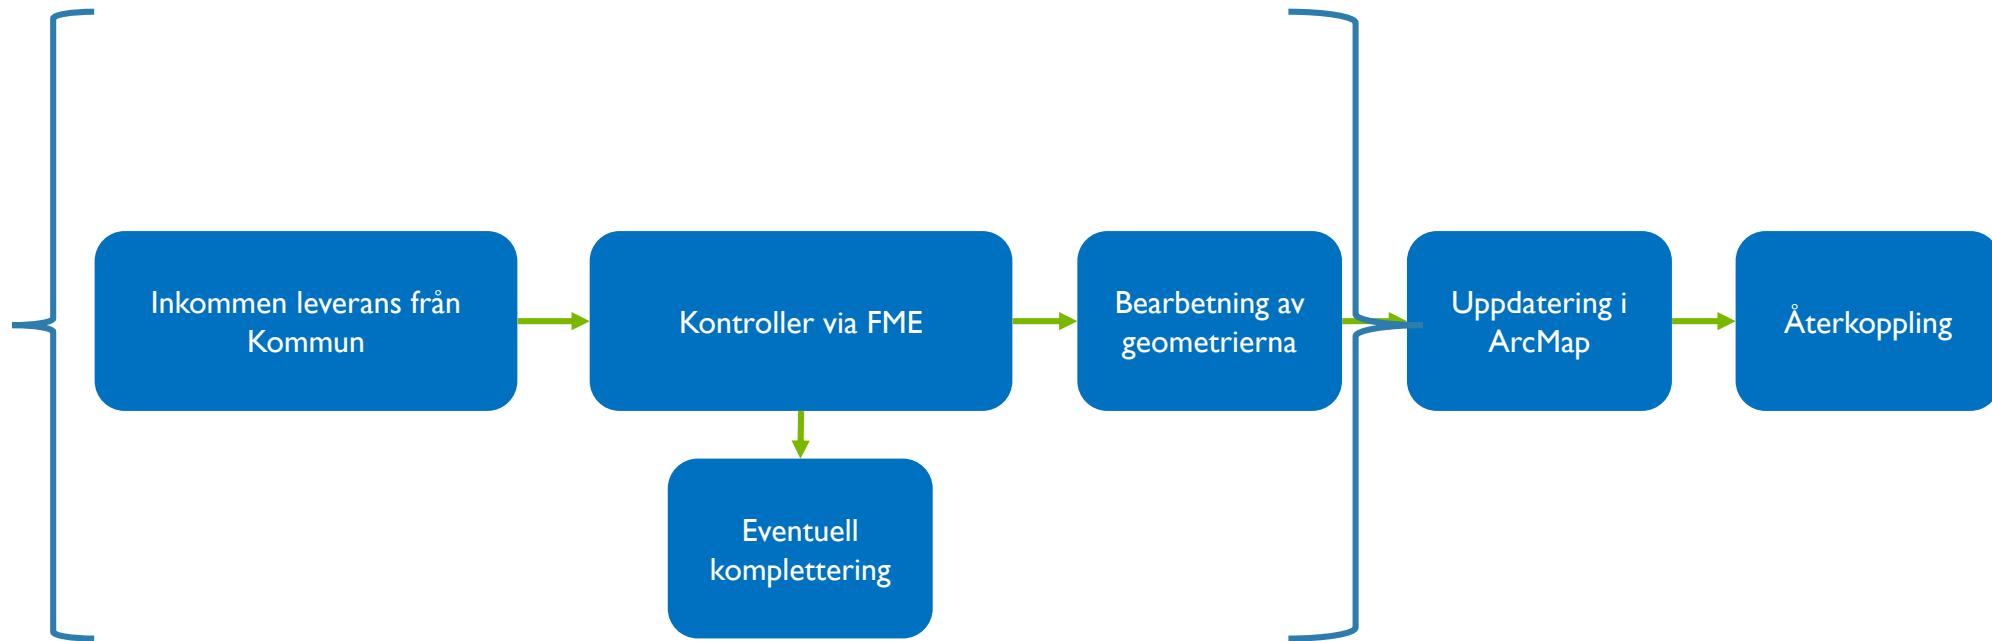 Inkommen leverans från
Kommun
Kontroller via FME
Bearbetning av
geometrierna
Uppdatering i
ArcMap
Återkoppling
Eventuell
komplettering